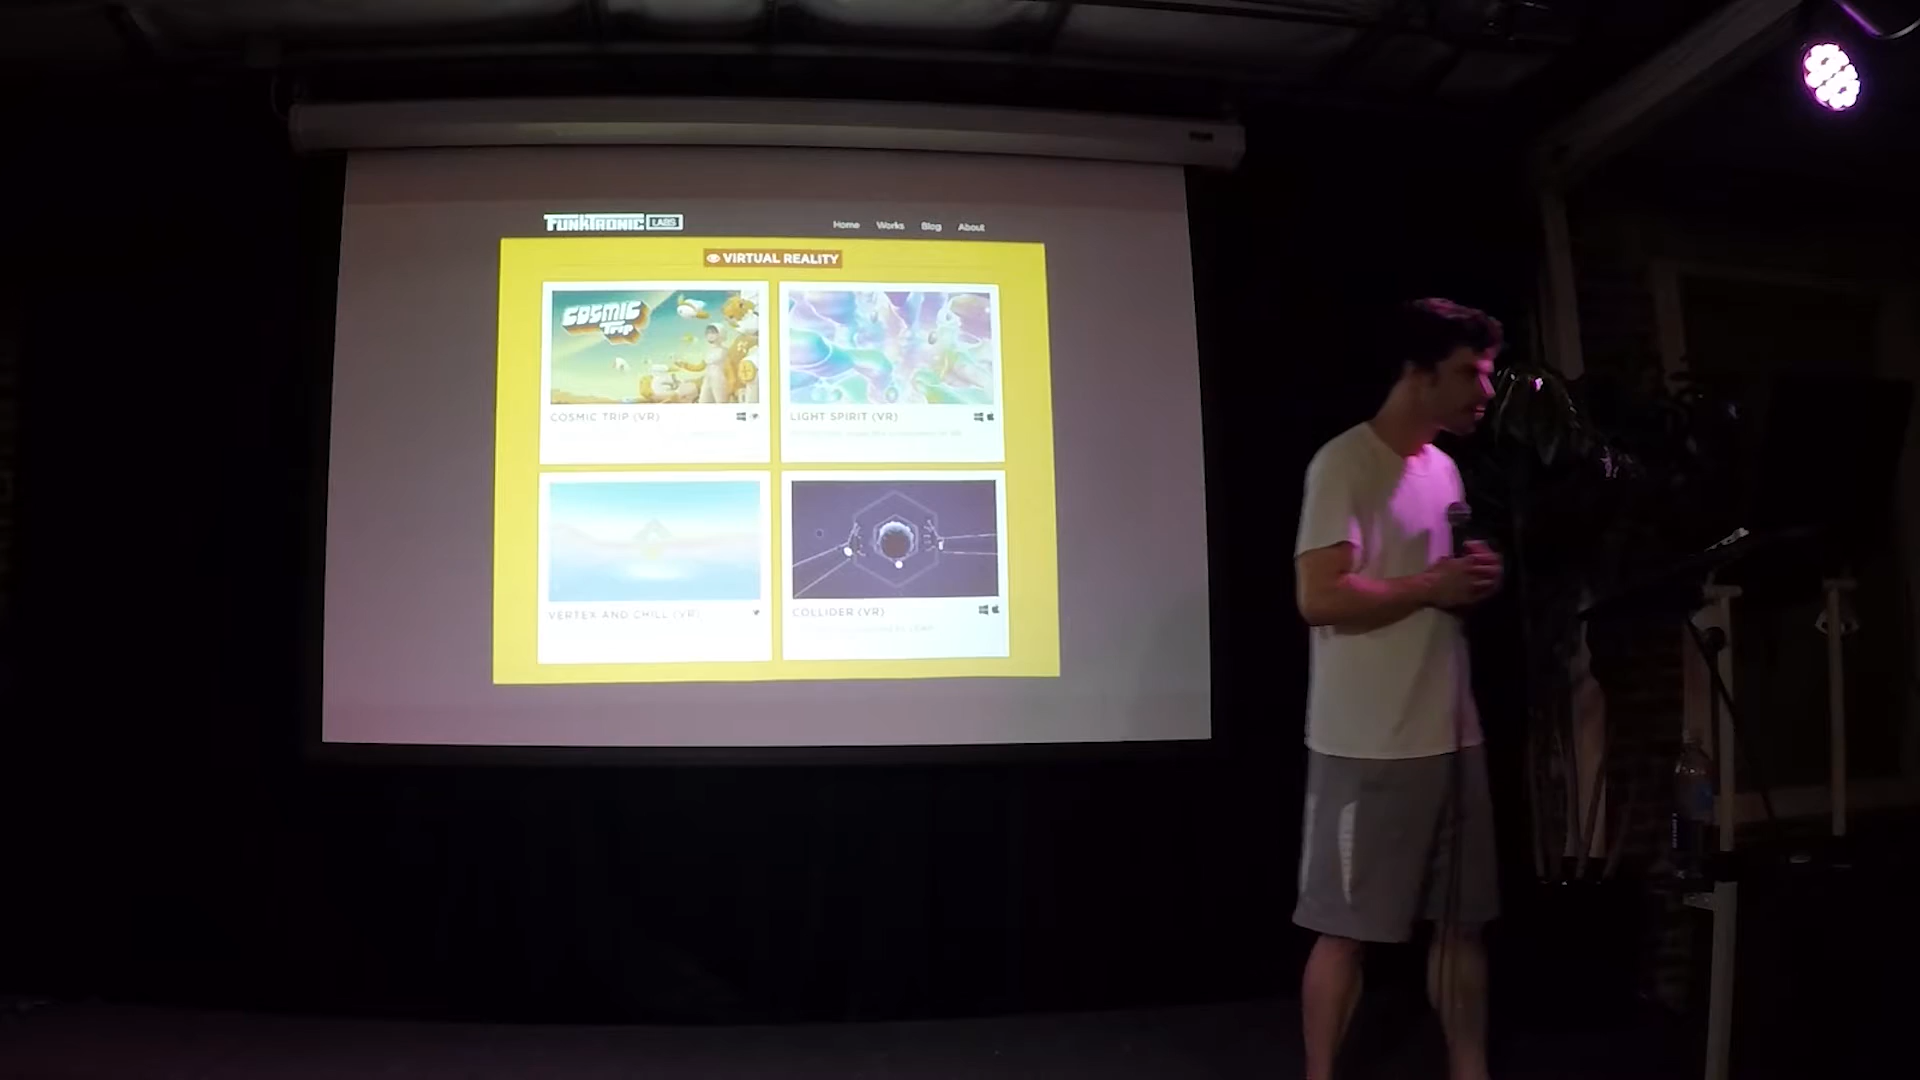 FUNKTRONIC LABS
Home Works Blog About
VIRTUAL REALITY
COSMIC Trip
COSMIC TRIP (VR)
LIGHT SPIRIT (VR)
VERTEX AND CHILL (VR)
COLLIDER (VR)